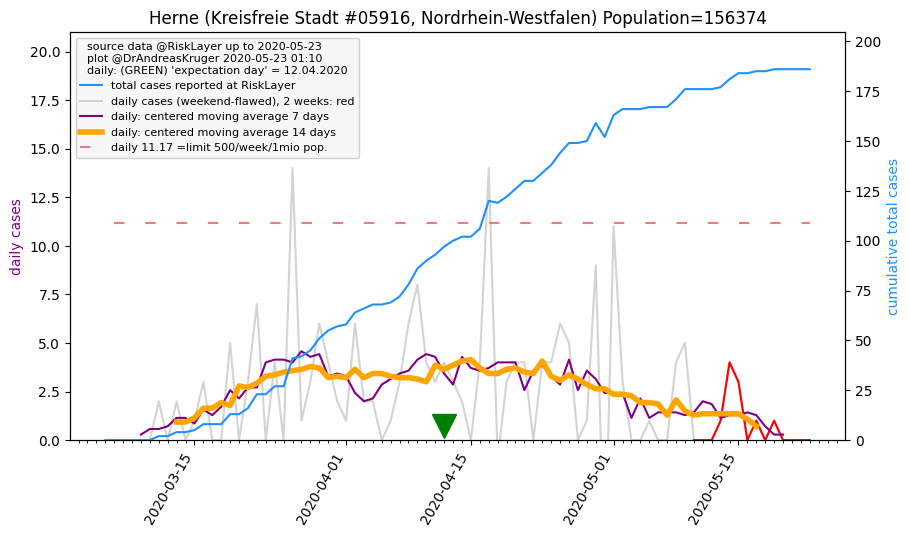 Herne (Kreisfreie Stadt #05916, Nordrhein-Westfalen) Population=156374
source data @RiskLayer up to 2020-05-23
plot @DrAndreasKruger 2020-05-23 01:10
daily: (GREEN) 'expectation day' = 12.04.2020
total cases reported at RiskLayer
daily cases (weekend-flawed), 2 weeks: red
daily: centered moving average 7 days
daily: centered moving average 14 days
daily 11.17 =limit 500/week/1mio pop.
daily cases
20.0
17.5
15.0
12.5
10.0
7.5
5.0
2.5
0.0
200
175
150
125
100
75
50
25
0
cumulative total cases
2020-03-15
2020-04-01
2020-04-15
2020-05-01
2020-05-15